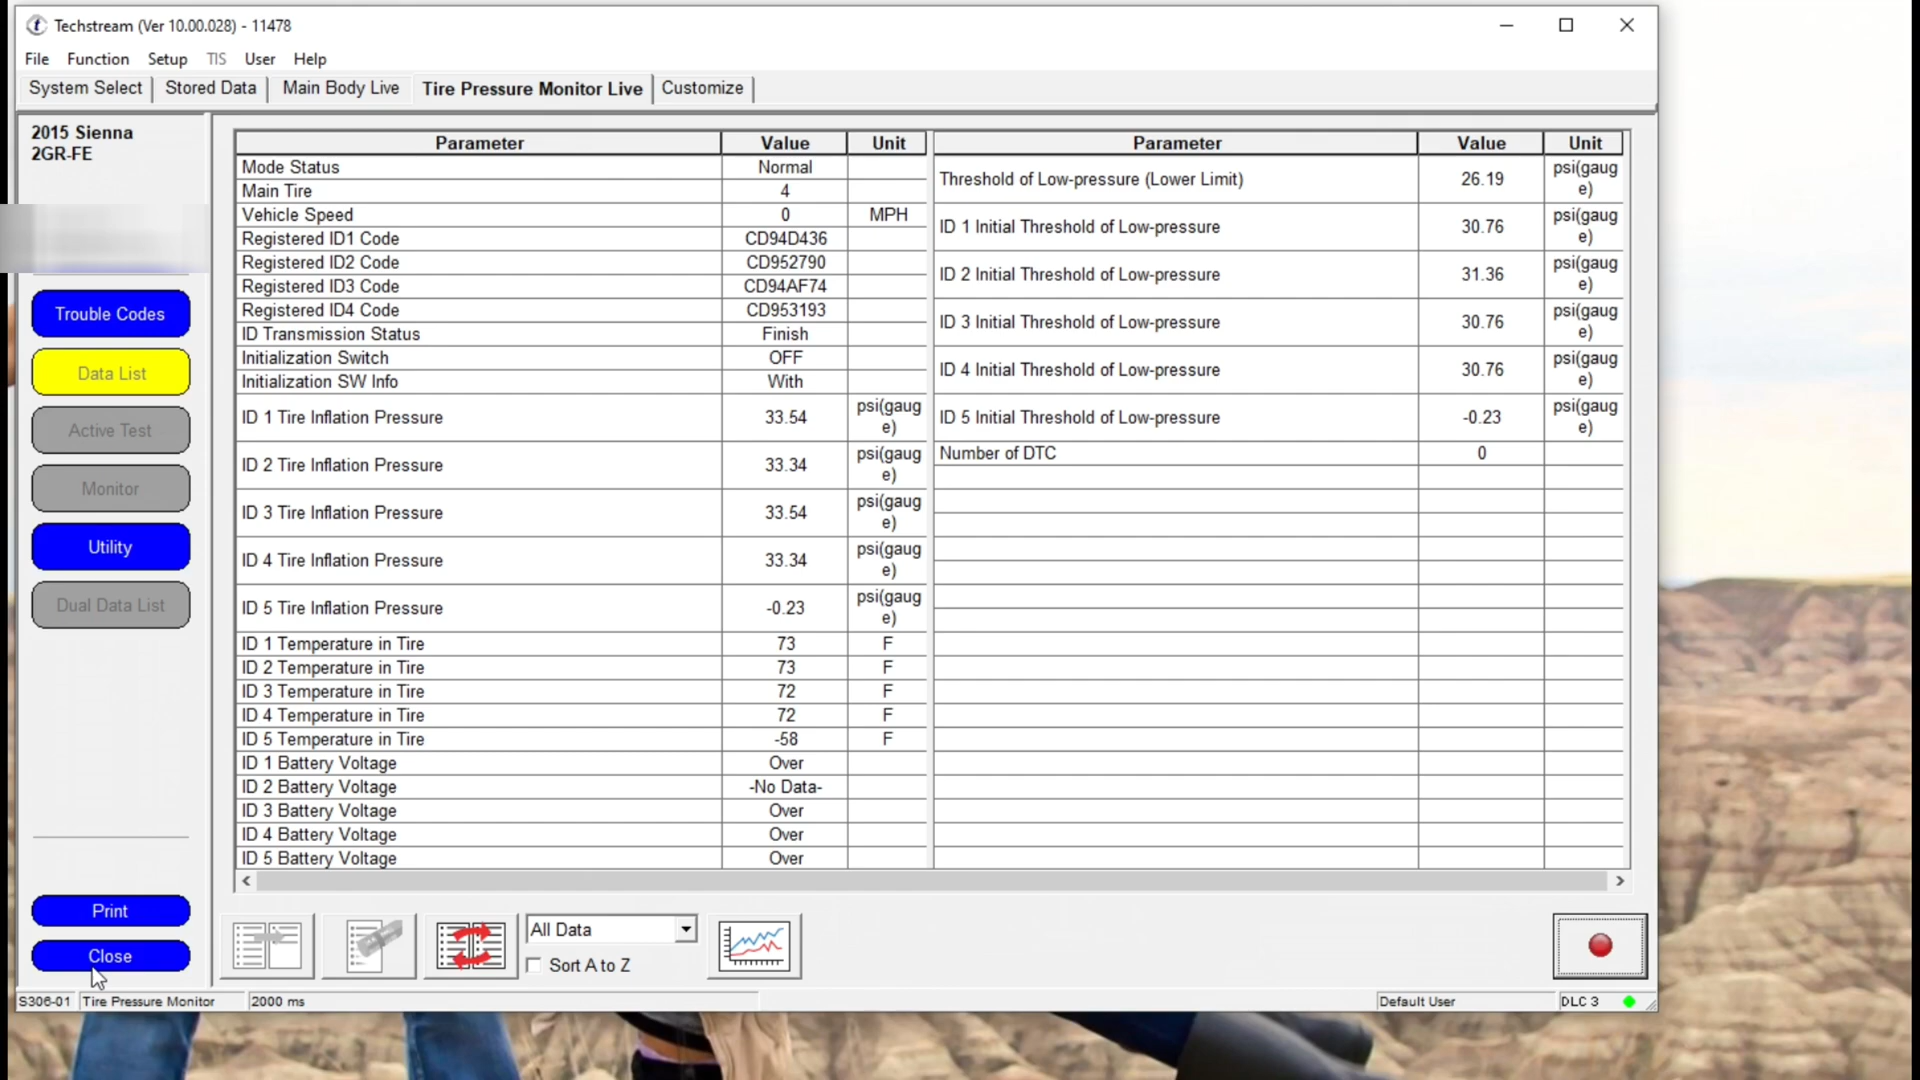 Techstream (Ver 10.00.028) - 11478
File Function Setup TIS User Help
System Select Stored Data Main Body Live Tire Pressure Monitor Live Customize
2015 Sienna
2GR-FE
Trouble Codes
Data List
Active Test
Monitor
Utility
Dual Data List
Print
Close
Parameter Value Unit
Mode Status Normal
Main Tire 4
Vehicle Speed 0 MPH
Registered ID1 Code CD94D436
Registered ID2 Code CD952790
Registered ID3 Code CD94AF74
Registered ID4 Code CD953193
ID Transmission Status Finish
Initialization Switch OFF
Initialization SW Info With
ID 1 Tire Inflation Pressure 33.54 psi(gaug
e)
ID 2 Tire Inflation Pressure 33.34 psi(gaug
e)
ID 3 Tire Inflation Pressure 33.54 psi(gaug
e)
ID 4 Tire Inflation Pressure 33.34 psi(gaug
e)
ID 5 Tire Inflation Pressure -0.23 psi(gaug
e)
ID 1 Temperature in Tire 73 F
ID 2 Temperature in Tire 73 F
ID 3 Temperature in Tire 72 F
ID 4 Temperature in Tire 72 F
ID 5 Temperature in Tire -58 F
ID 1 Battery Voltage Over
ID 2 Battery Voltage -No Data-
ID 3 Battery Voltage Over
ID 4 Battery Voltage Over
ID 5 Battery Voltage Over
Parameter Value Unit
Threshold of Low-pressure (Lower Limit) 26.19 psi(gaug
e)
ID 1 Initial Threshold of Low-pressure 30.76 psi(gaug
e)
ID 2 Initial Threshold of Low-pressure 31.36 psi(gaug
e)
ID 3 Initial Threshold of Low-pressure 30.76 psi(gaug
e)
ID 4 Initial Threshold of Low-pressure 30.76 psi(gaug
e)
ID 5 Initial Threshold of Low-pressure -0.23 psi(gaug
e)
Number of DTC 0
All Data
Sort A to Z
S306-01 Tire Pressure Monitor 2000 ms Default User DLC 3